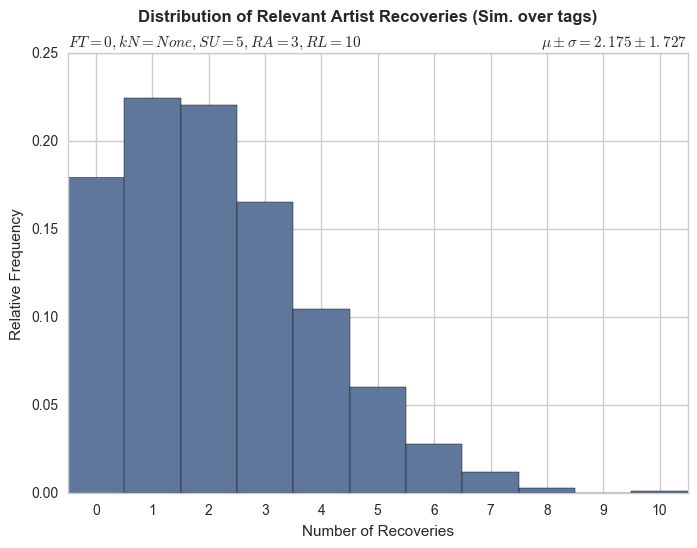 Distribution of Relevant Artist Recoveries (Sim. over tags)
FT = 0, kN = None, SU = 5, RA = 3, RL = 10
μ ± σ = 2.175 ± 1.727
0.25
0.20
0.15
0.10
0.05
0.00
Relative Frequency
0 1 2 3 4 5 6 7 8 9 10
Number of Recoveries